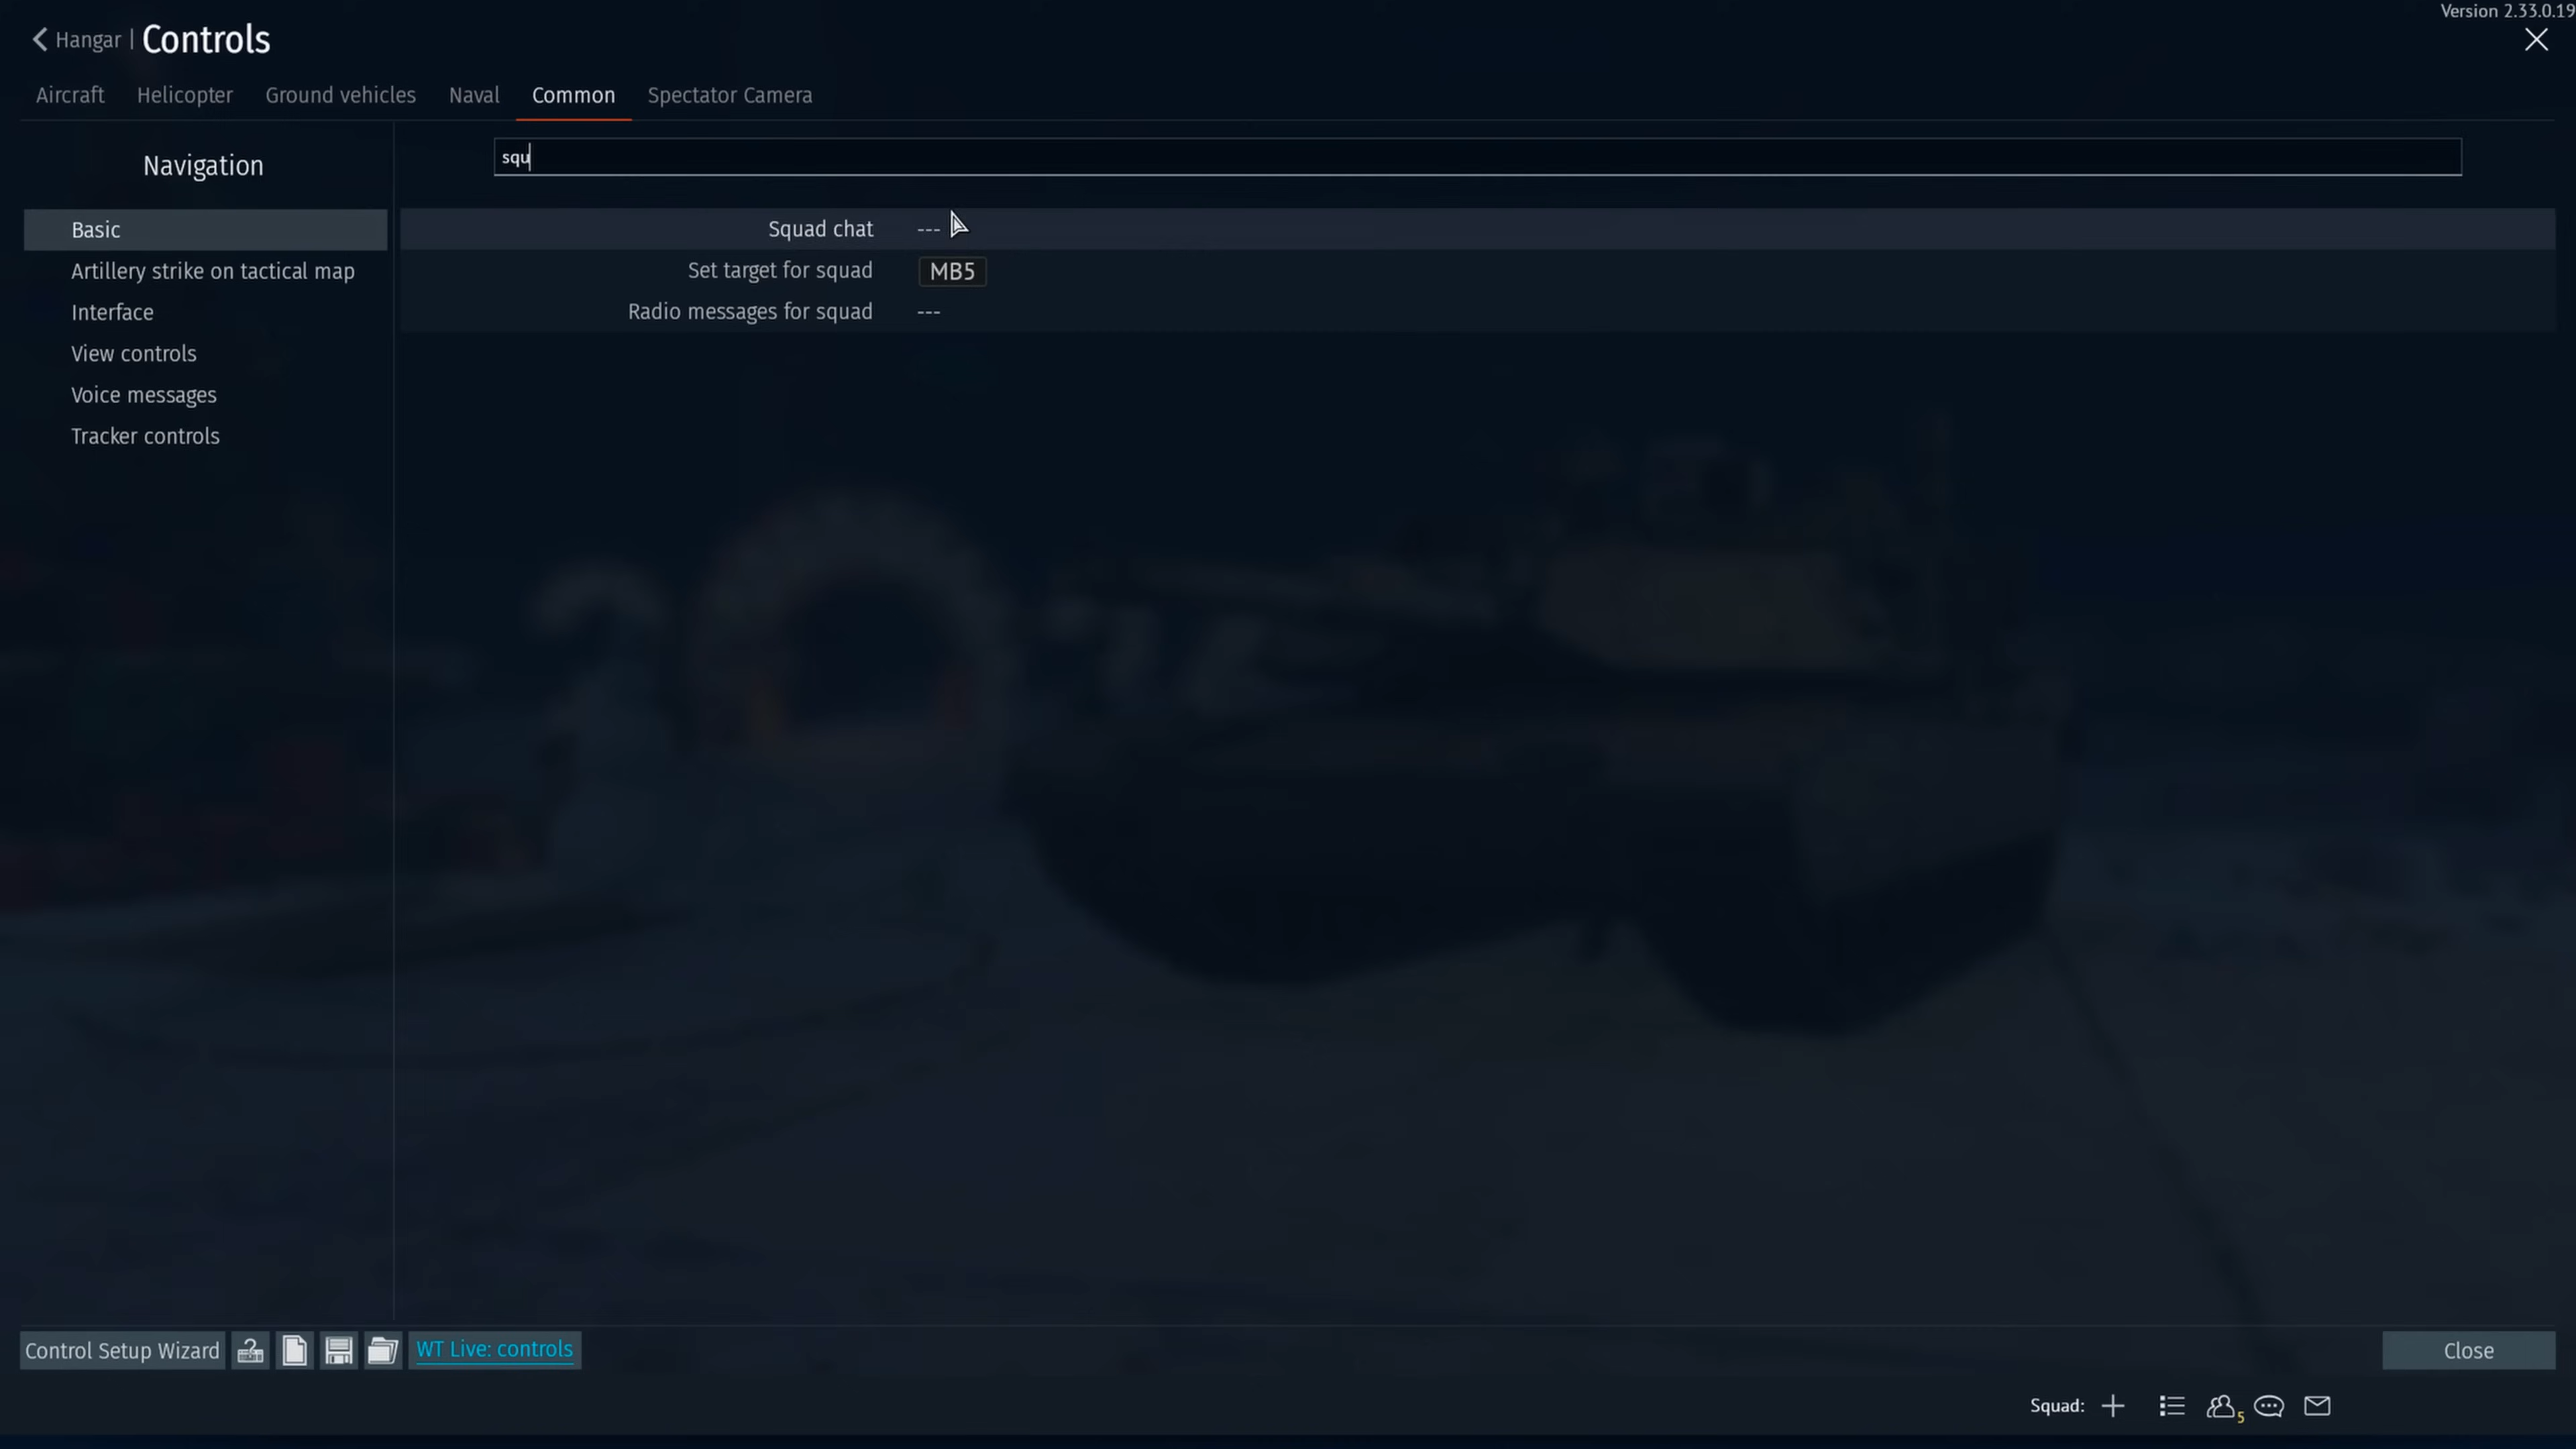 Version 2.33.0.19
Hangar | Controls
Aircraft Helicopter Ground vehicles Naval Common Spectator Camera
Navigation
squ
Basic
Artillery strike on tactical map
Interface
View controls
Voice messages
Tracker controls
Squad chat ---
Set target for squad MB5
Radio messages for squad ---
Control Setup Wizard WT Live: controls Close
Squad: 5